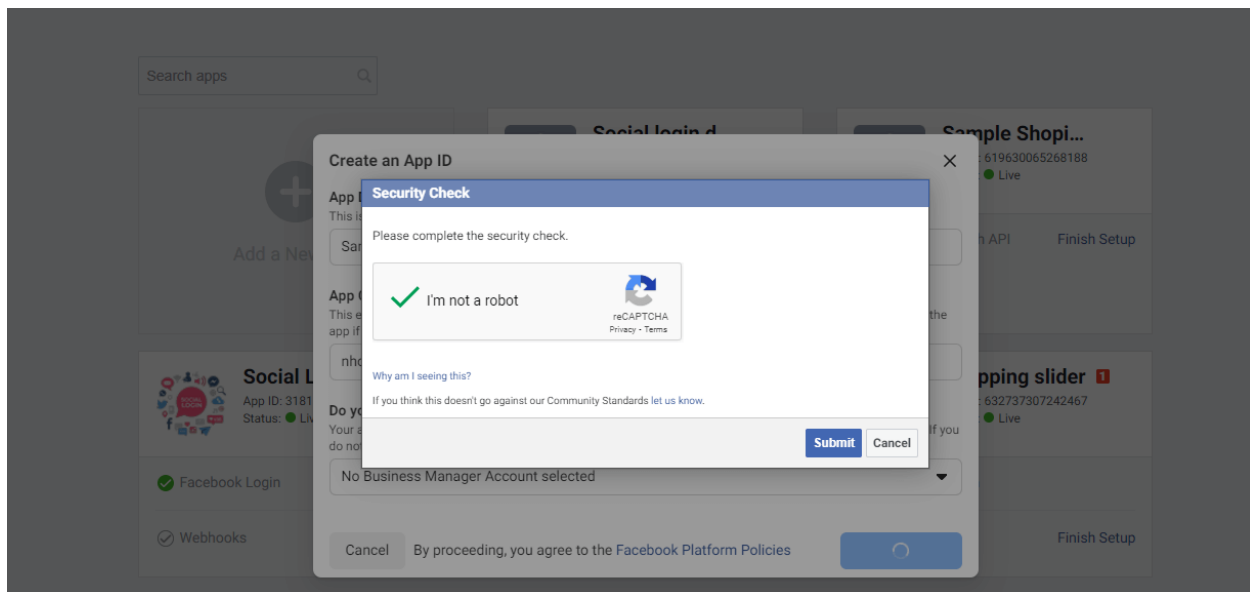 Search apps
Social login d
Sample Shopi...
: 619630065268188
Live
Create an App ID
Security Check
App
This is
Please complete the security check.
Add a New
h API
Finish Setup
I'm not a robot
reCAPTCHA
Privacy - Terms
App
This e
the
app if
nho
Why am I seeing this?
Social L
pping slider 1
App ID: 3181
: 632737307242467
If you think this doesn't go against our Community Standards let us know.
Do yo
Status: Liv
Live
Your a
If you
do not
Submit
Cancel
No Business Manager Account selected
Facebook Login
Webhooks
Finish Setup
Cancel
By proceeding, you agree to the Facebook Platform Policies